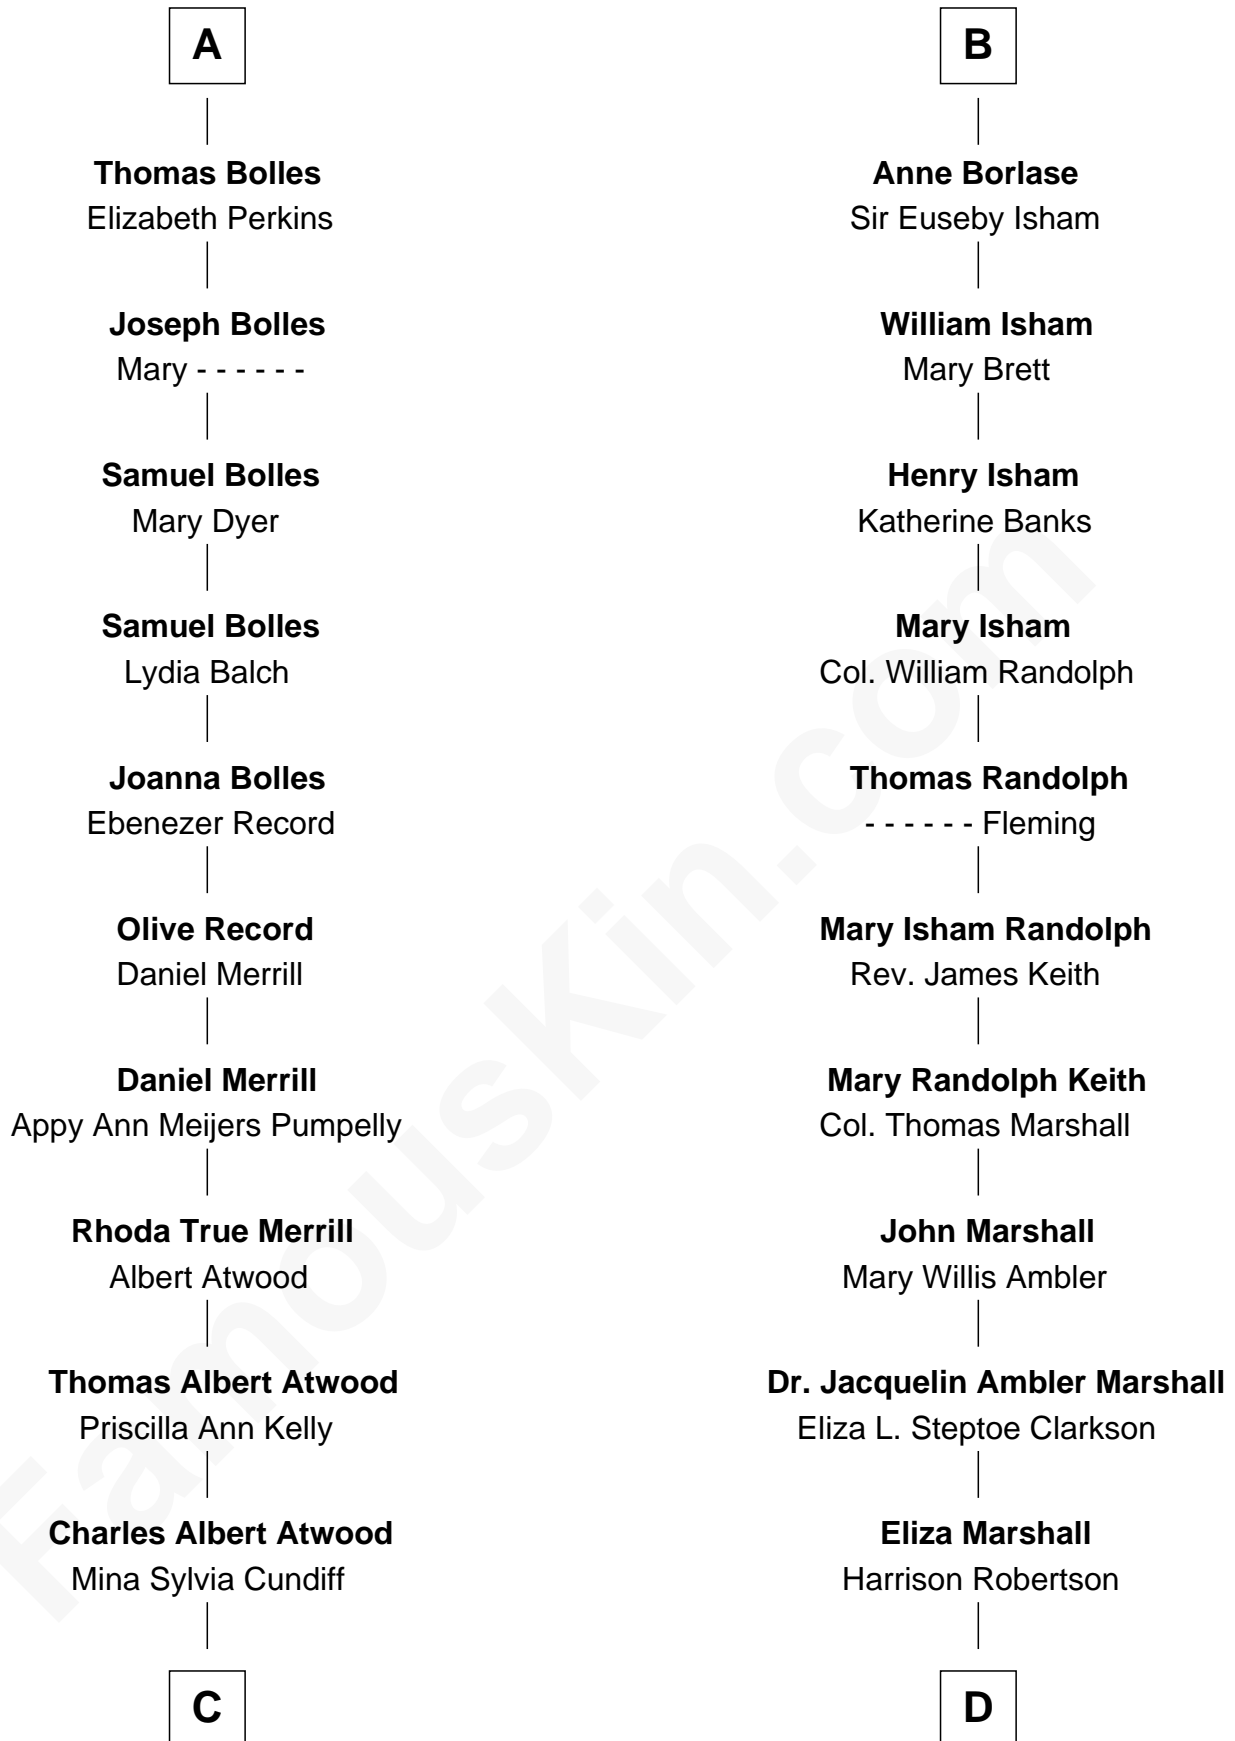 A
Thomas Bolles
Elizabeth Perkins
Joseph Bolles
Mary - - - - - -
Samuel Bolles
Mary Dyer
Samuel Bolles
Lydia Balch
Joanna Bolles
Ebenezer Record
Olive Record
Daniel Merrill
Daniel Merrill
Appy Ann Meijers Pumpelly
Rhoda True Merrill
Albert Atwood
Thomas Albert Atwood
Priscilla Ann Kelly
Charles Albert Atwood
Mina Sylvia Cundiff
C
B
Anne Borlase
Sir Euseby Isham
William Isham
Mary Brett
Henry Isham
Katherine Banks
Mary Isham
Col. William Randolph
Thomas Randolph
- - - - - - Fleming
Mary Isham Randolph
Rev. James Keith
Mary Randolph Keith
Col. Thomas Marshall
John Marshall
Mary Willis Ambler
Dr. Jacquelin Ambler Marshall
Eliza L. Steptoe Clarkson
Eliza Marshall
Harrison Robertson
D
FamousKin.com